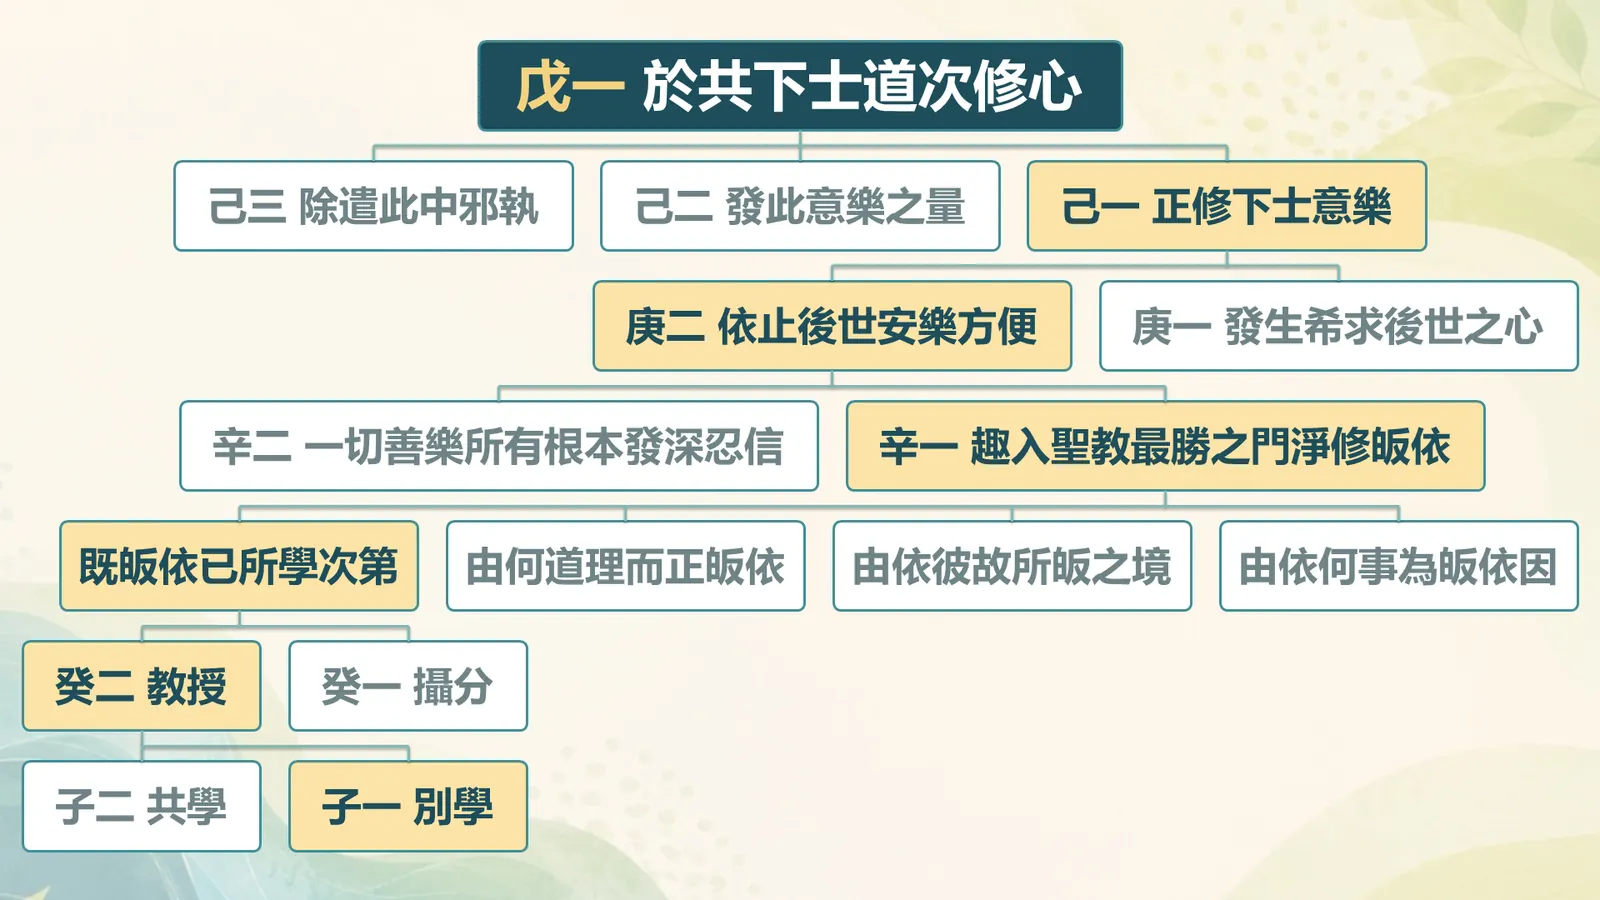 戊一 於共下士道次修心
己三 除遣此中邪執
己二 發此意樂之量
己一 正修下士意樂
庚二 依止後世安樂方便
庚一 發生希求後世之心
辛二 一切善樂所有根本發深忍信
辛一 趣入聖教最勝之門淨修皈依
既皈依已所學次第
由何道理而正皈依
由依彼故所皈之境
由依何事為皈依因
癸二 教授
癸一 攝分
子二 共學
子一 別學